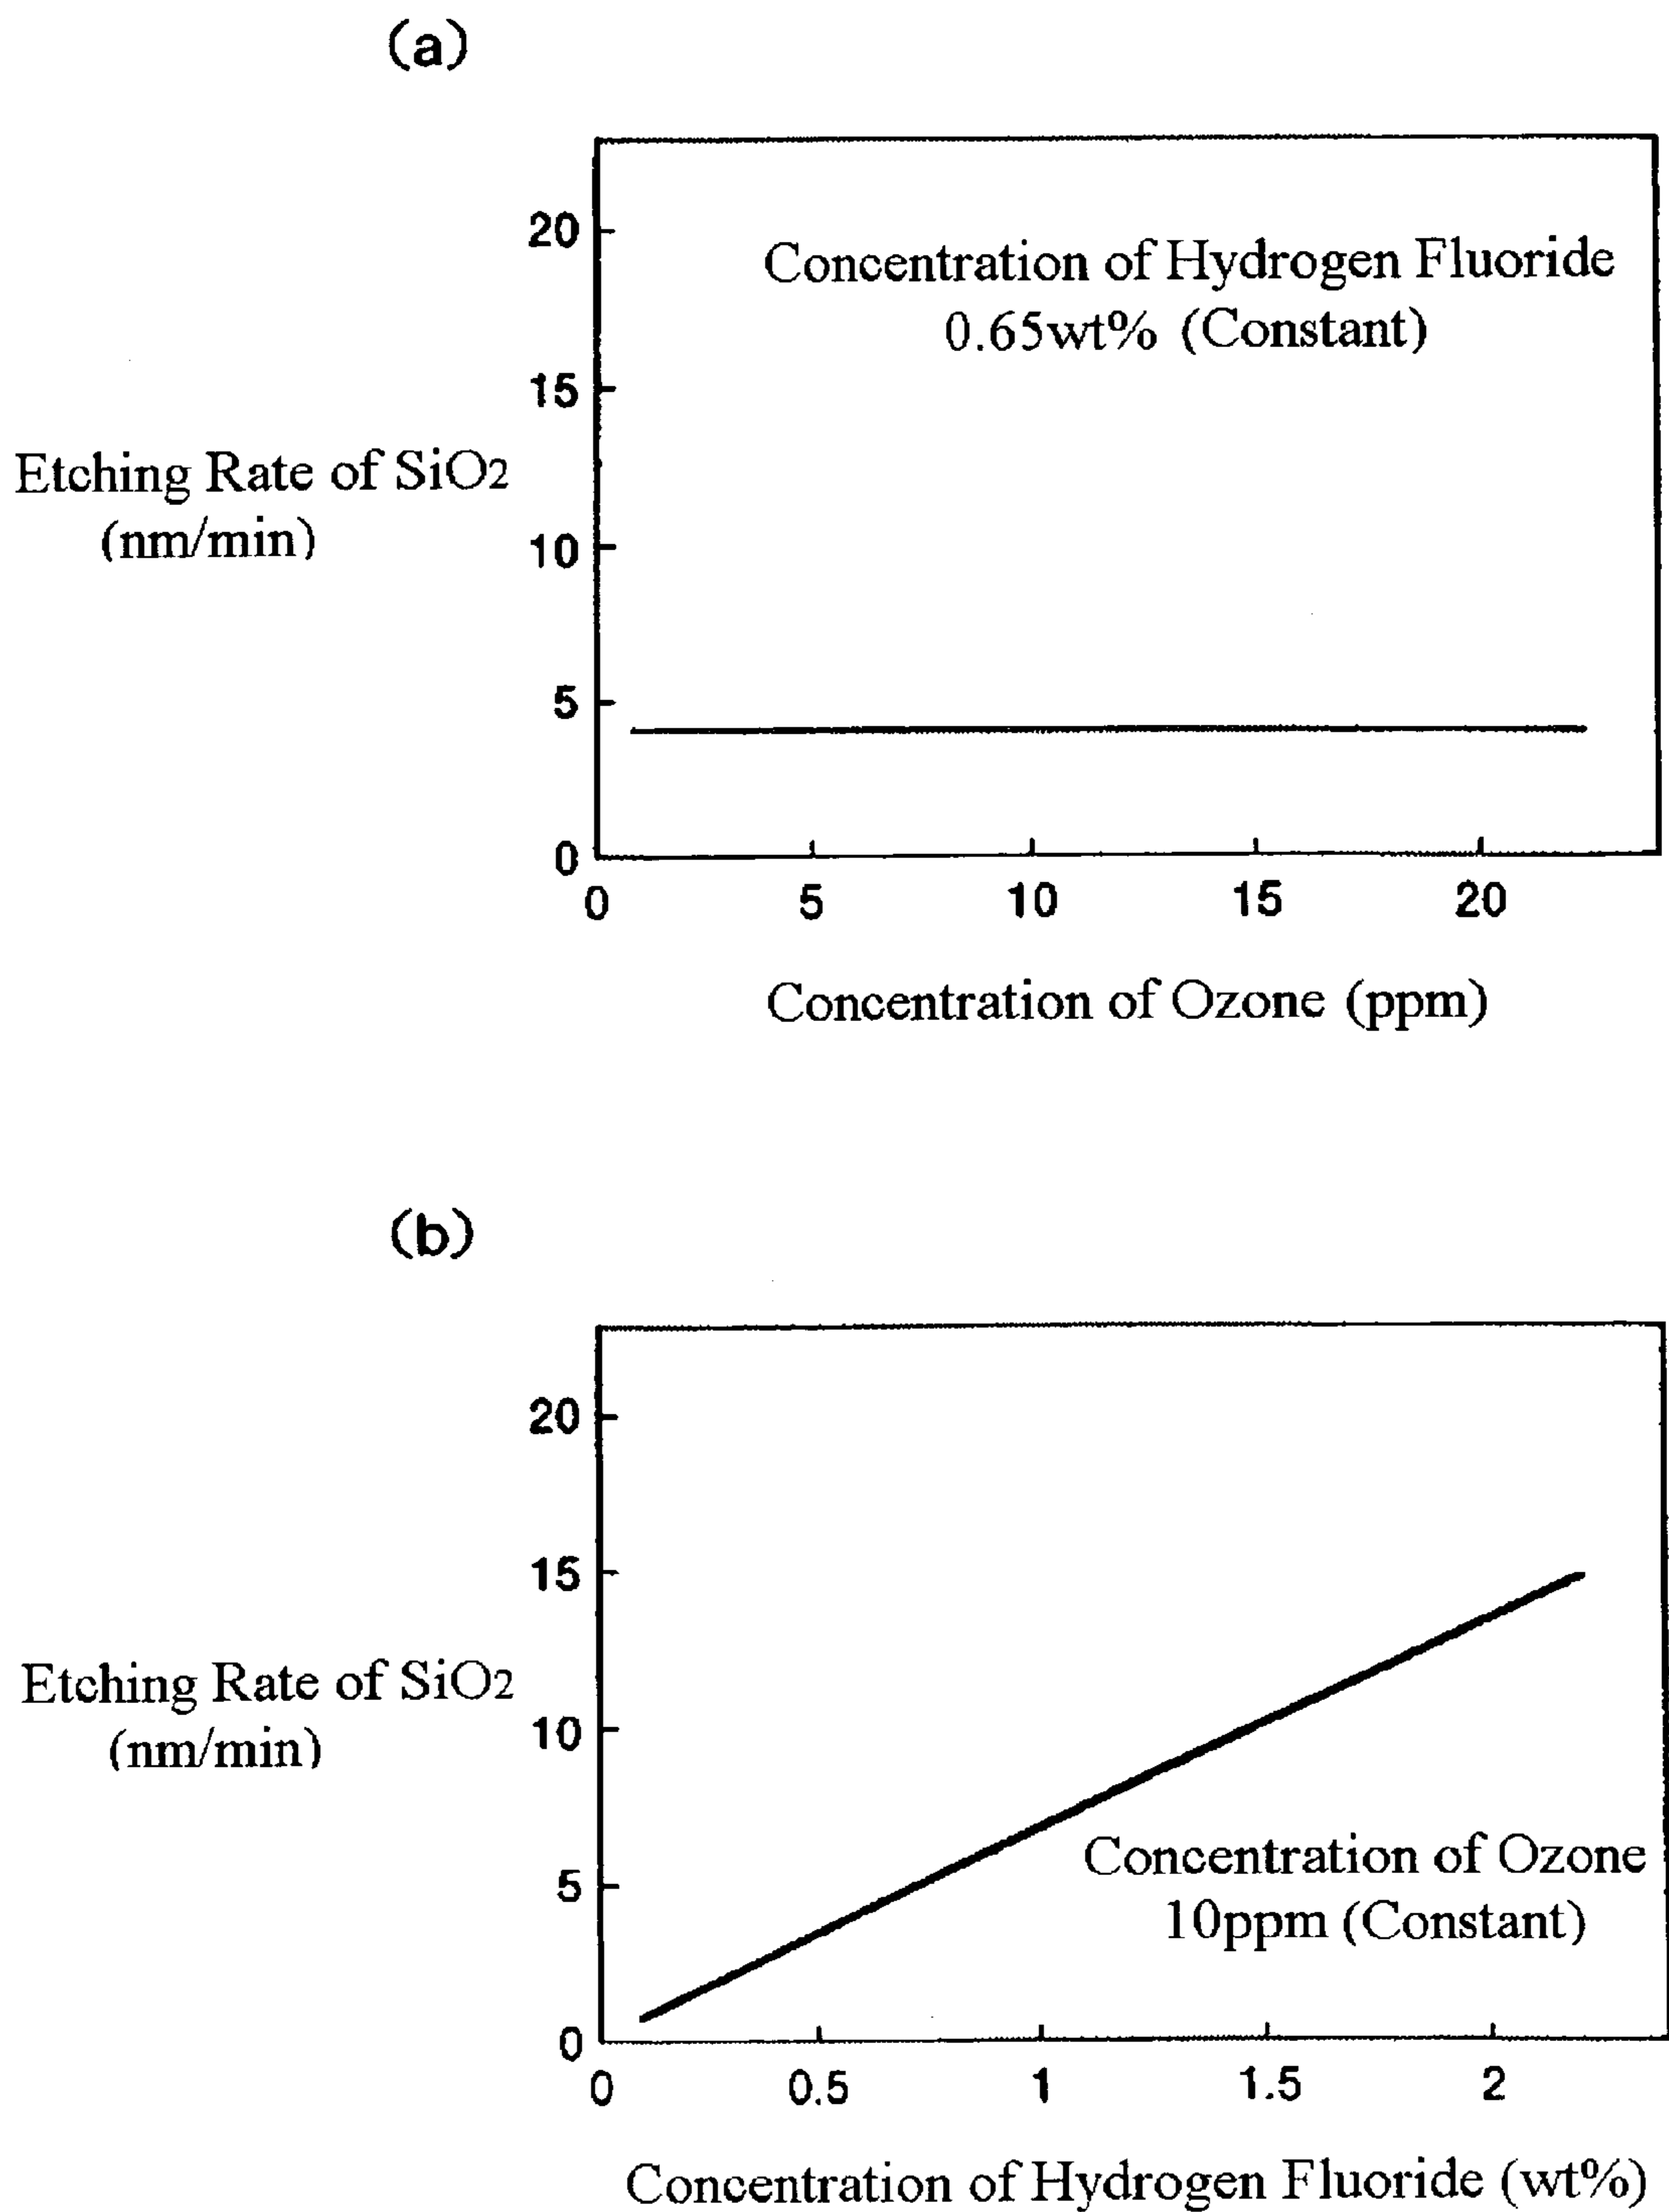 (a)
20
Concentration of Hydrogen Fluoride
0.65wt% (Constant)
15
Etching Rate of SiO2
(nm/min)
10
5
0
0 5 10 15 20
Concentration of Ozone (ppm)
(b)
20
15
Etching Rate of SiO2
(nm/min)
10
Concentration of Ozone
10ppm (Constant)
5
0
0 0.5 1 1.5 2
Concentration of Hydrogen Fluoride (wt%)